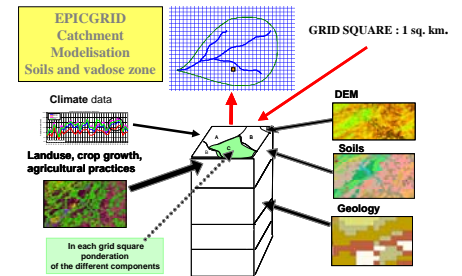 EPICGRID
Catchment
Modelisation
Soils and vadose zone
GRID SQUARE : 1 sq. km.
Climate data
DEM
Landuse, crop growth,
agricultural practices
A
B
B
C
Soils
Geology
In each grid square
ponderation
of the different components